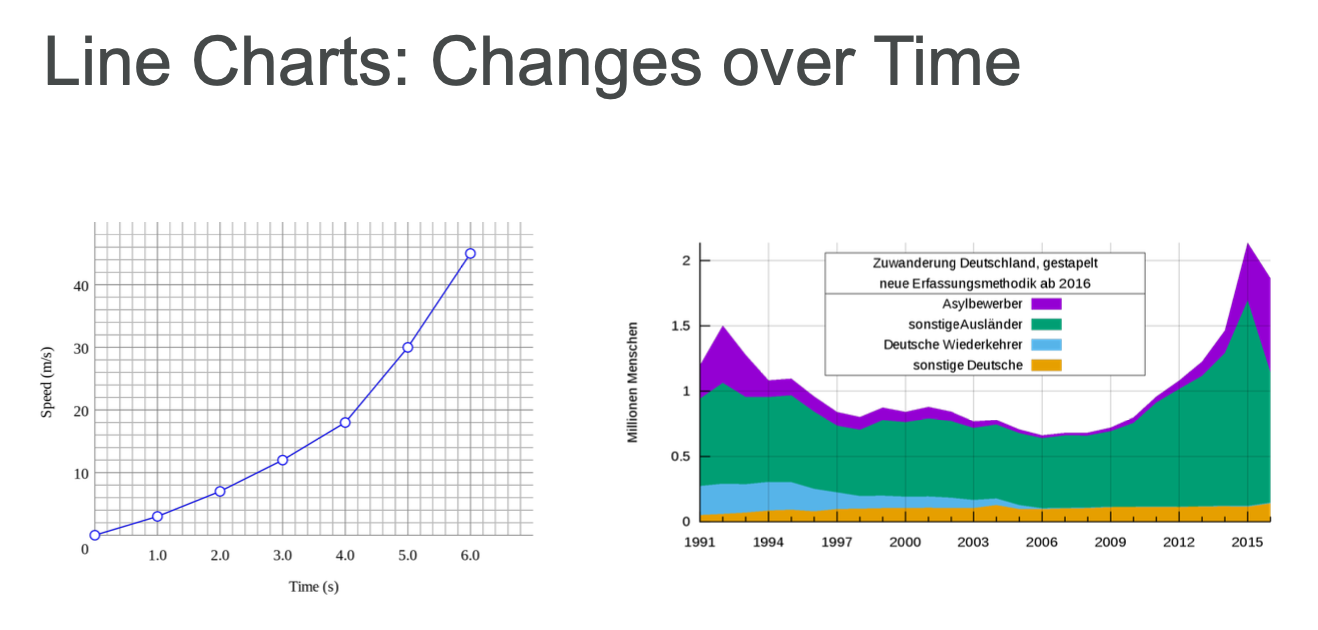 Line Charts: Changes over Time
Speed (m/s)
40
30
20
10
0
1.0 2.0 3.0 4.0 5.0 6.0
Time (s)
Millionen Menschen
2
1.5
1
0.5
0
Zuwanderung Deutschland, gestapelt
neue Erfassungsmethodik ab 2016
Asylbewerber
sonstigeAusländer
Deutsche Wiederkehrer
sonstige Deutsche
1991 1994 1997 2000 2003 2006 2009 2012 2015